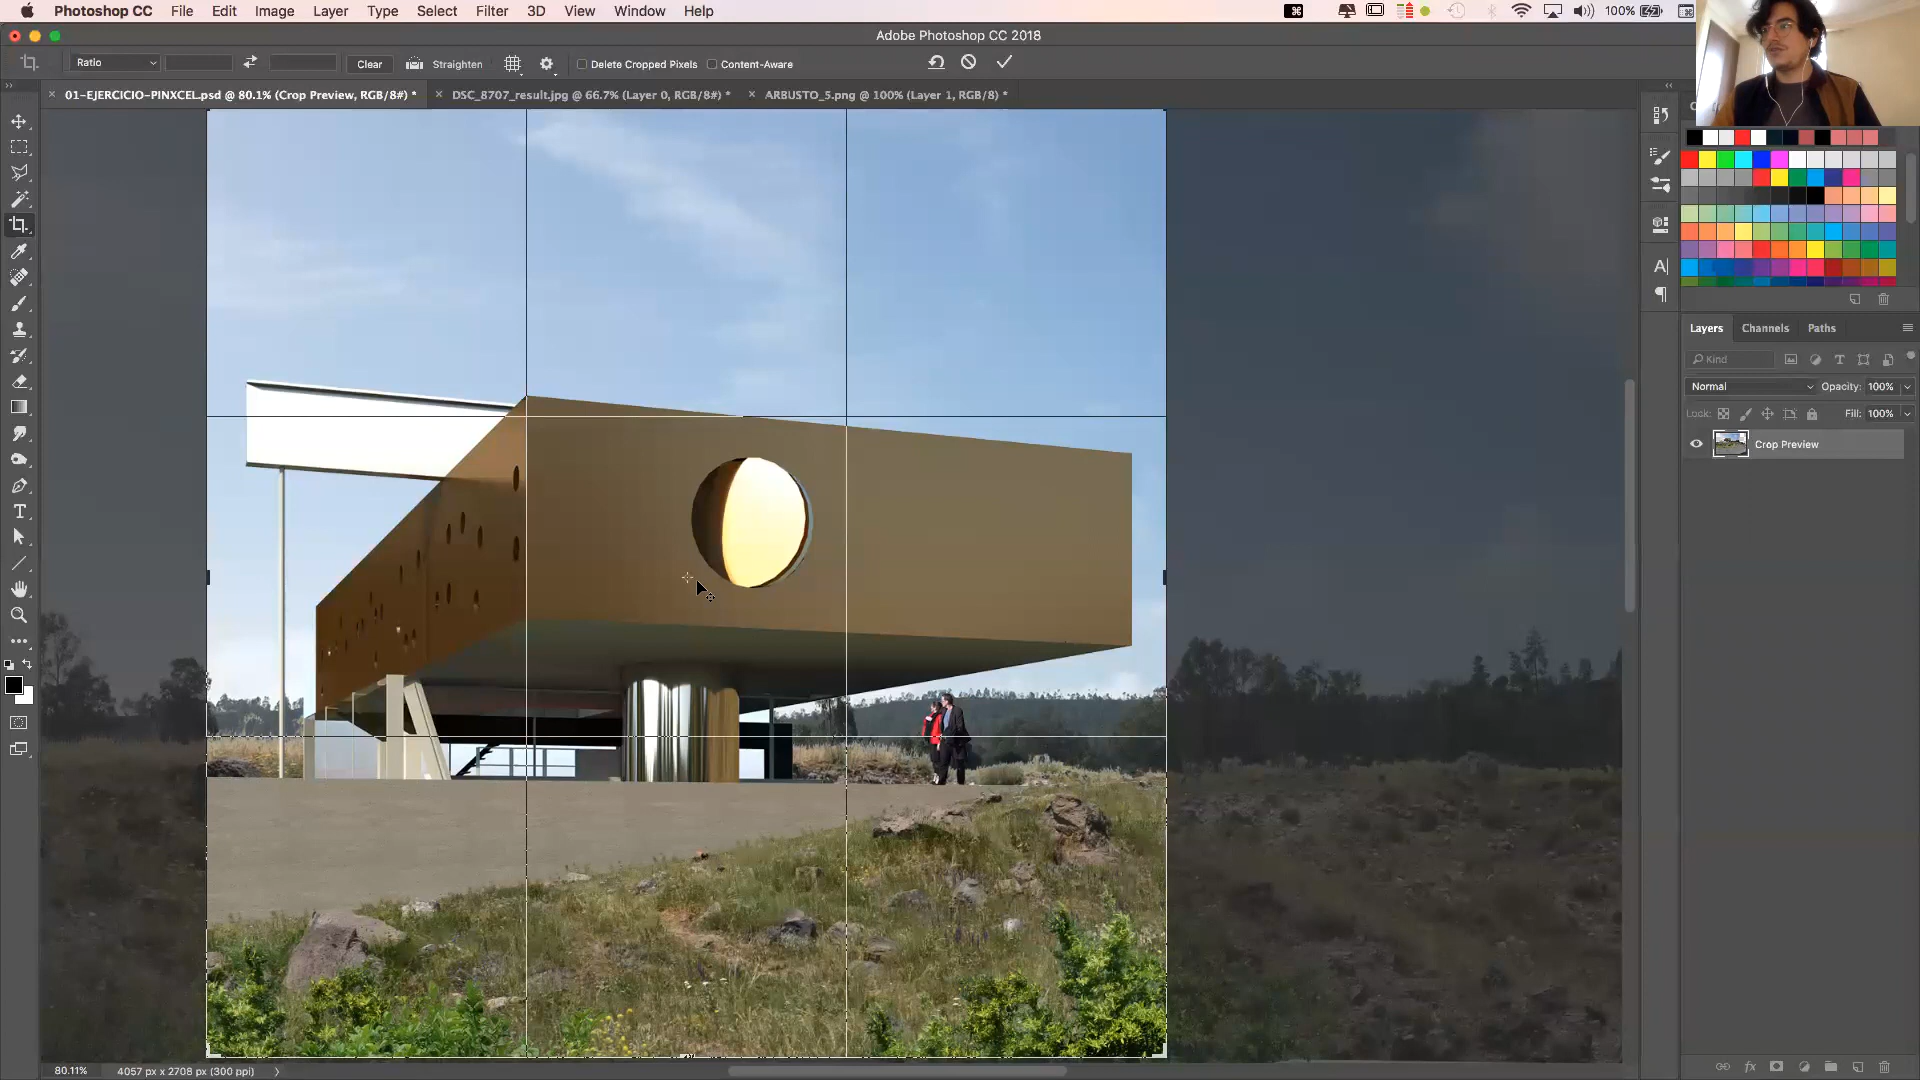 Photoshop CC File Edit Image Layer Type Select Filter 3D View Window Help 100%
Adobe Photoshop CC 2018
Ratio Clear Straighten Delete Cropped Pixels Content-Aware
01-EJERCICIO-PINXCEL.psd @ 80.1% (Crop Preview, RGB/8#) * DSC_8707_result.jpg @ 66.7% (Layer 0, RGB/8#) * ARBUSTO_5.png @ 100% (Layer 1, RGB/8) *
Layers Channels Paths
Kind
Normal Opacity: 100%
Lock: Fill: 100%
Crop Preview
80.11% 4057 px x 2708 px (300 ppi)